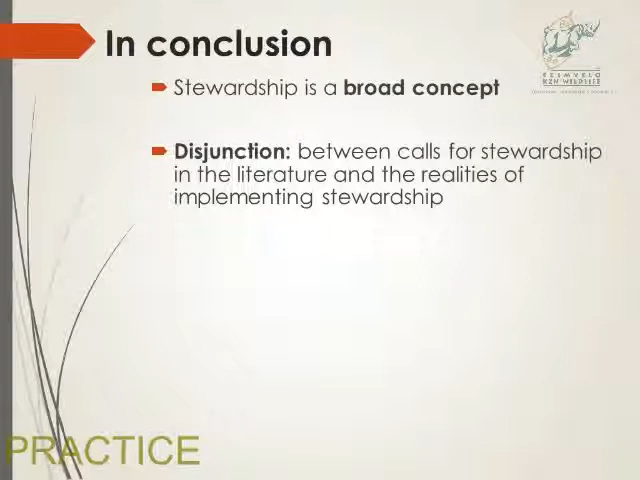 In conclusion
EZEMVELO
KZN WILDLIFE
Stewardship is a broad concept
Disjunction: between calls for stewardship
in the literature and the realities of
implementing stewardship
PRACTICE